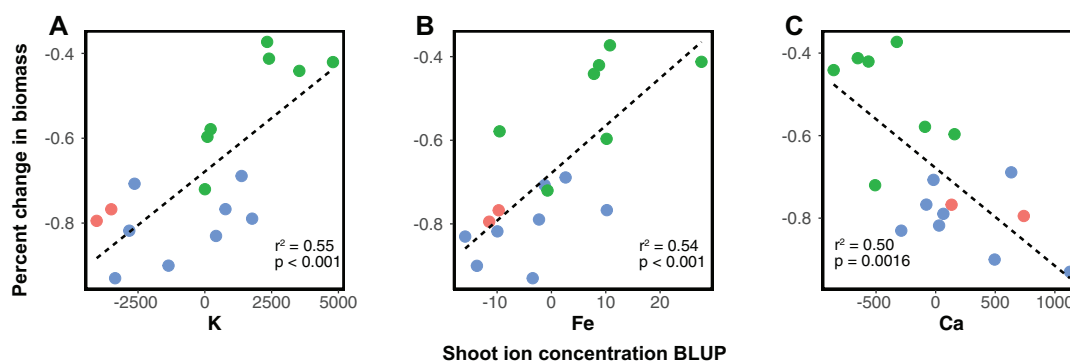 A
B
C
Percent change in biomass
-0.4
-0.6
-0.8
r² = 0.55
p < 0.001
-2500
0
2500
5000
K
-0.4
-0.6
-0.8
r² = 0.54
p < 0.001
-10
0
10
20
Fe
-0.4
-0.6
-0.8
r² = 0.50
p = 0.0016
-500
0
500
Ca
Shoot ion concentration BLUP